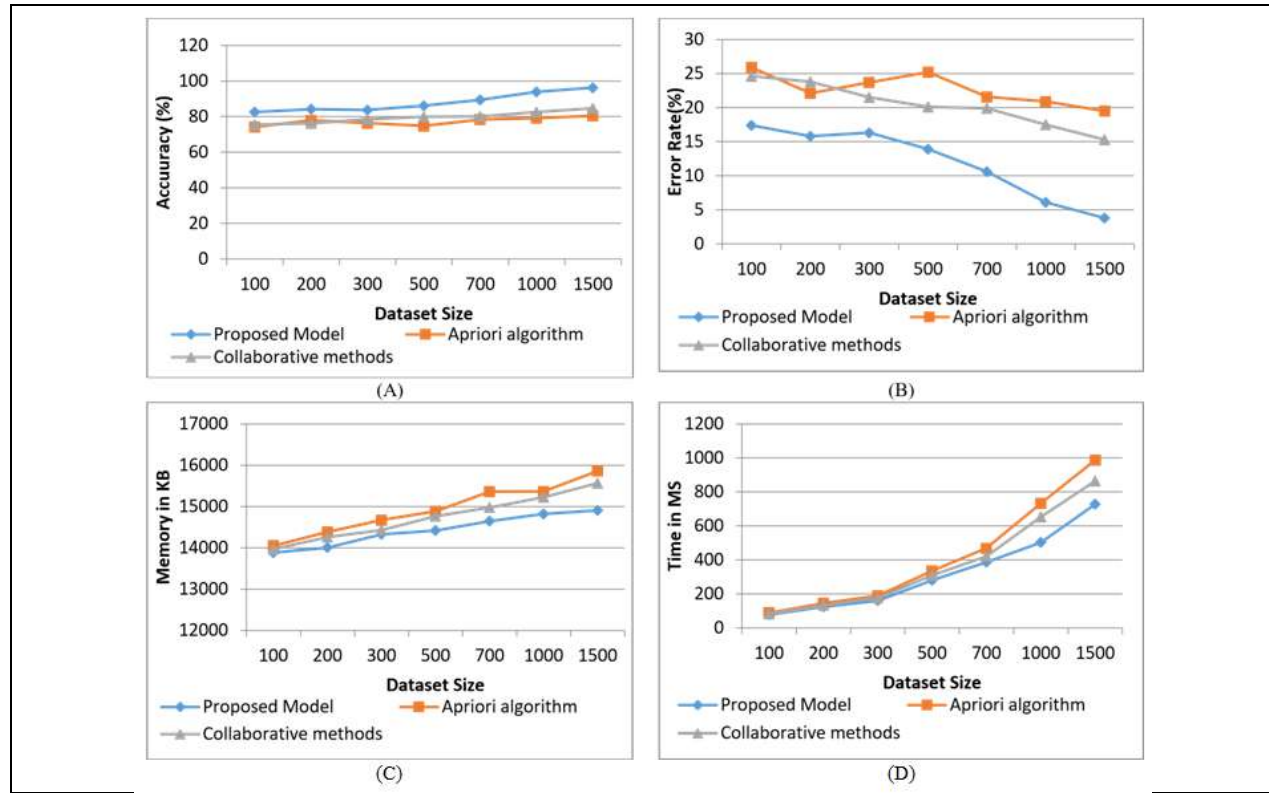 120
100
80
60
40
20
0
Accuuracy (%)
100 200 300 500 700 1000 1500
Dataset Size
Proposed Model Apriori algorithm
Collaborative methods
(A)
30
25
20
15
10
5
0
Error Rate(%)
100 200 300 500 700 1000 1500
Dataset Size
Proposed Model Apriori algorithm
Collaborative methods
(B)
17000
16000
15000
14000
13000
12000
Memory in KB
100 200 300 500 700 1000 1500
Dataset Size
Proposed Model Apriori algorithm
Collaborative methods
(C)
1200
1000
800
600
400
200
0
Time in MS
100 200 300 500 700 1000 1500
Dataset Size
Proposed Model Apriori algorithm
Collaborative methods
(D)